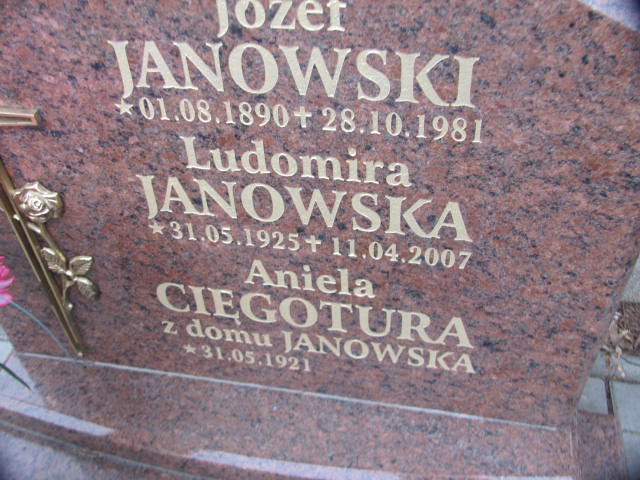 Józef
JANOWSKI
★01.08.1890 ✝ 28.10.1981
Ludomira
JANOWSKA
★31.05.1925 ✝ 11.04.2007
Aniela
CIĘGOTURA
z domu JANOWSKA
★31.05.1921